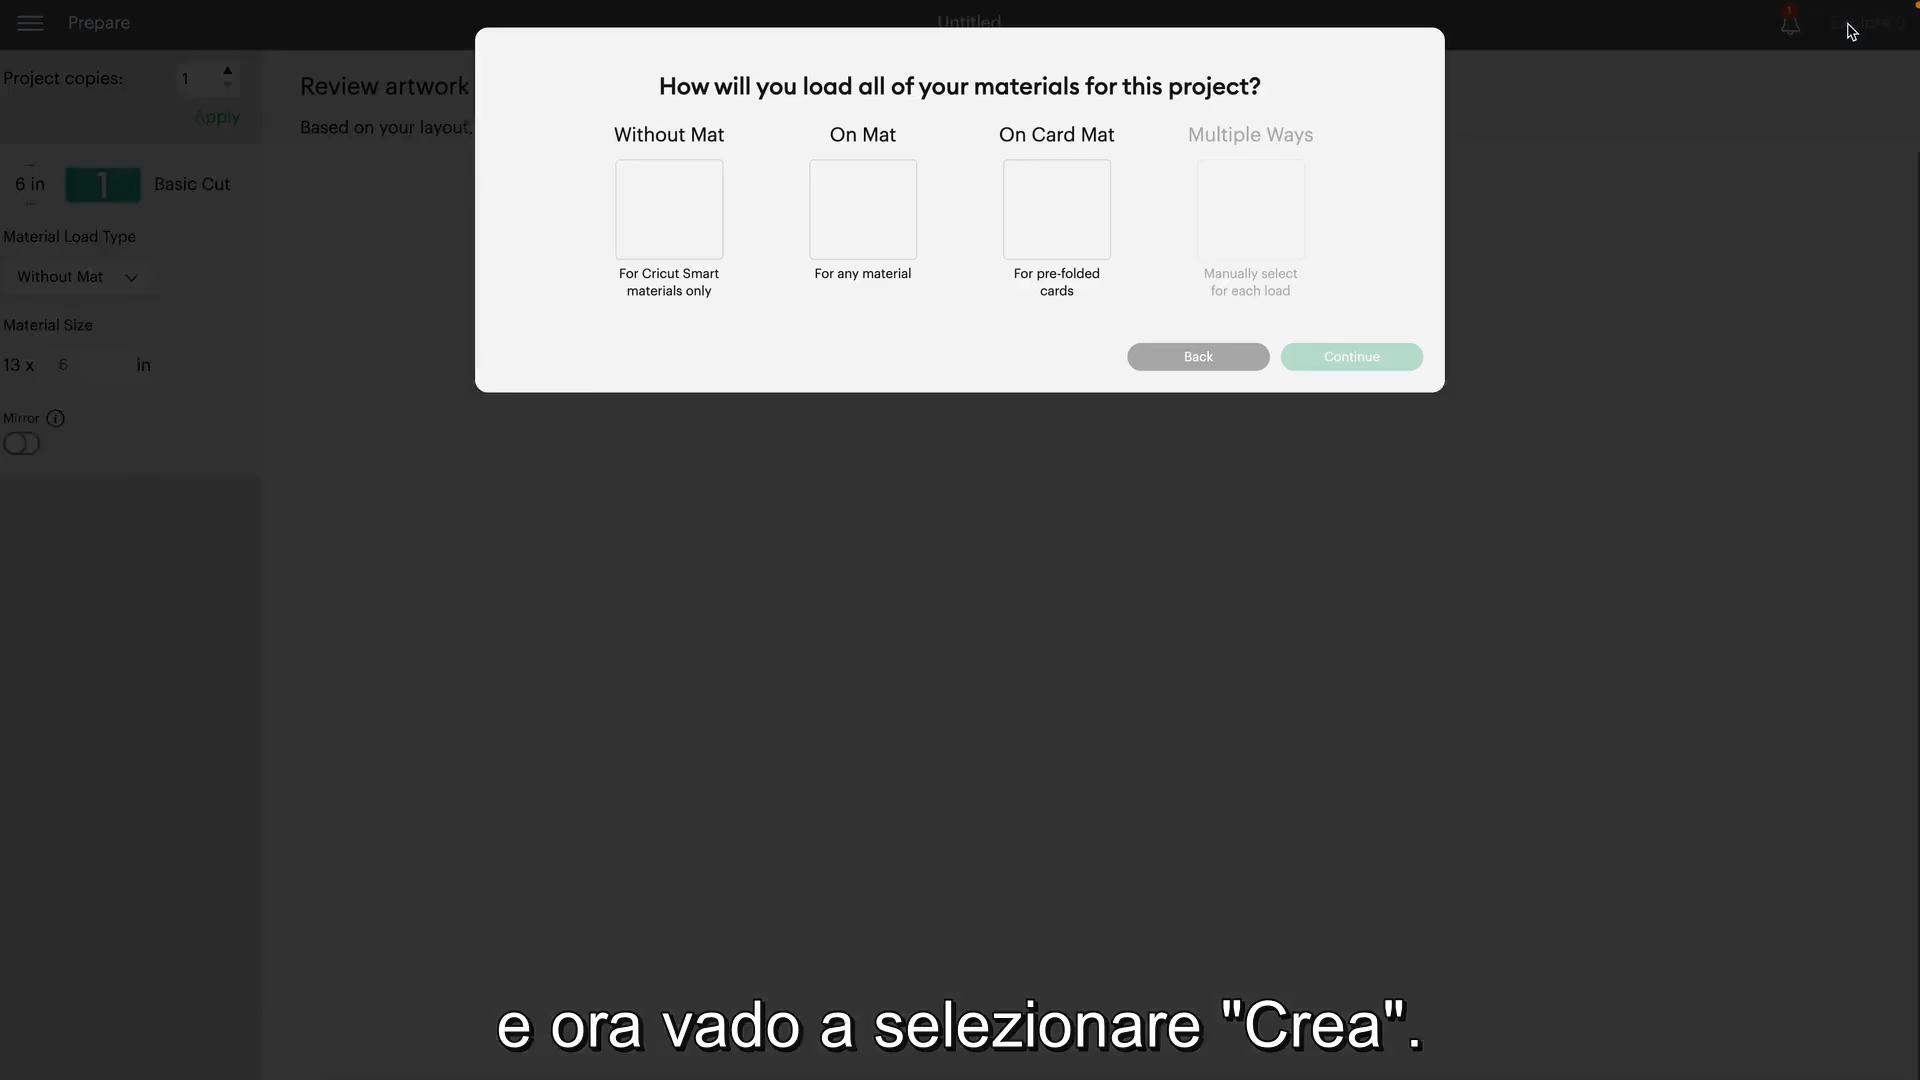 Prepare
Untitled
1
Project copies: 1
Apply
Review artwork
Based on your layout,
6 in 1 Basic Cut
Material Load Type
Without Mat
Material Size
13 x 6 in
Mirror
How will you load all of your materials for this project?
Without Mat
For Cricut Smart
materials only
On Mat
For any material
On Card Mat
For pre-folded
cards
Multiple Ways
Manually select
for each load
Back Continue
e ora vado a selezionare "Crea".